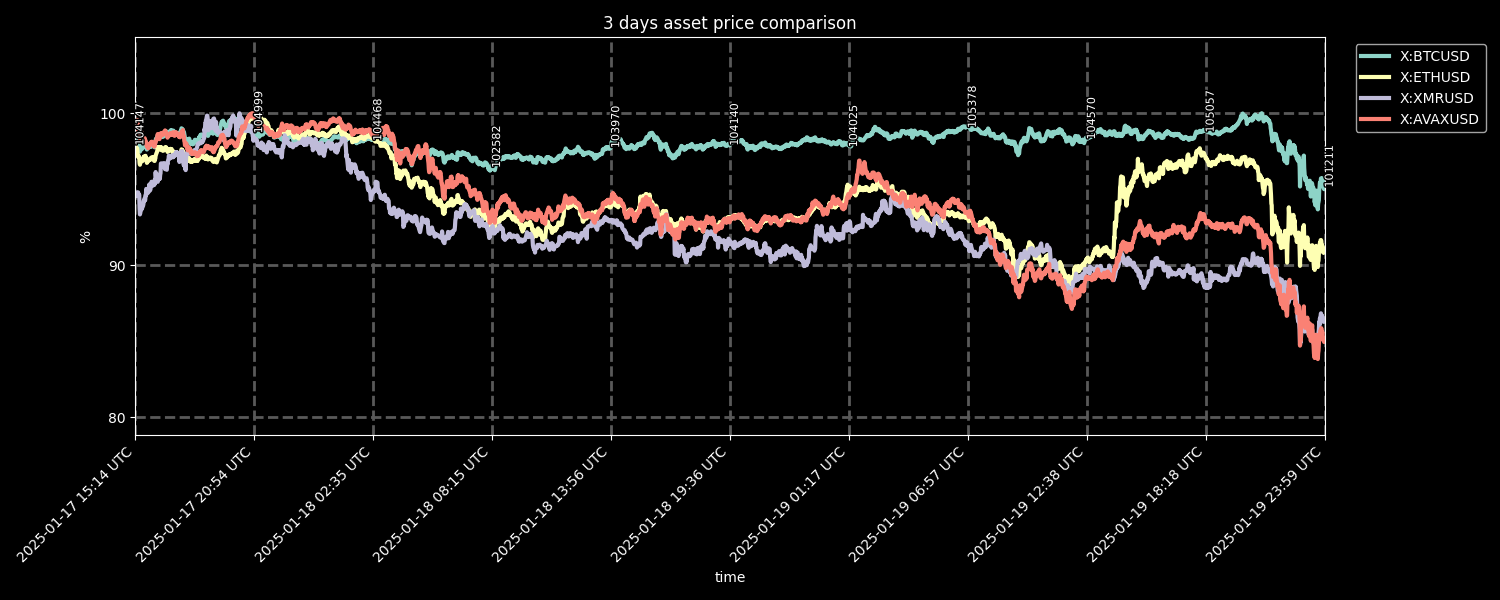 3 days asset price comparison
X:BTCUSD
X:ETHUSD
X:XMRUSD
X:AVAXUSD
100
90
80
%
104147
104999
104468
102582
103970
104140
104025
105378
104570
105057
101211
2025-01-17 15:14 UTC
2025-01-17 20:54 UTC
2025-01-18 02:35 UTC
2025-01-18 08:15 UTC
2025-01-18 13:56 UTC
2025-01-18 19:36 UTC
2025-01-19 01:17 UTC
2025-01-19 06:57 UTC
2025-01-19 12:38 UTC
2025-01-19 18:18 UTC
2025-01-19 23:59 UTC
time